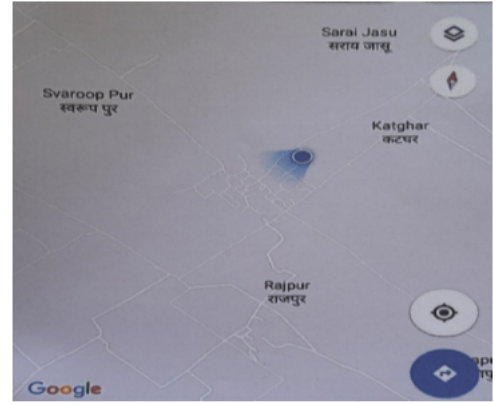 Sarai Jasu
सराय जासू
Svaroop Pur
स्वरूप पुर
Katghar
कटघर
Rajpur
राजपुर
Google